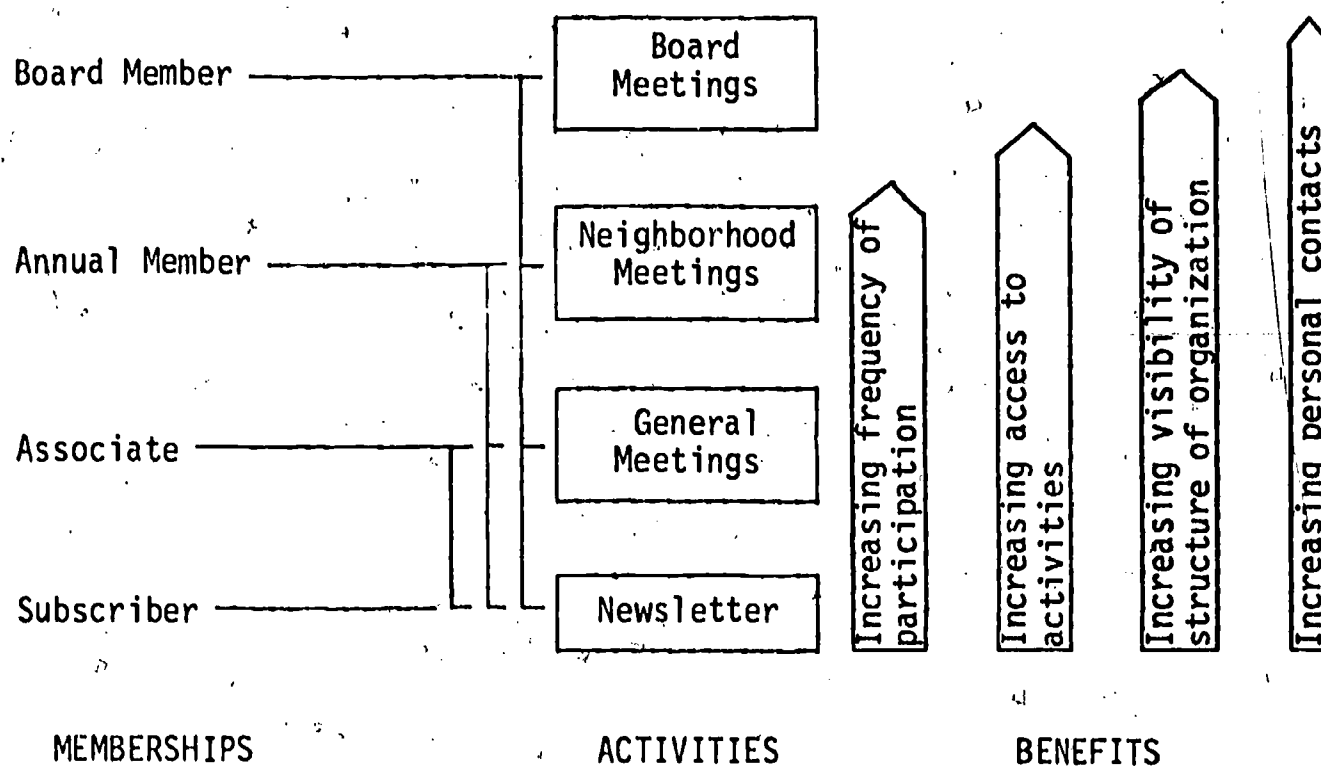 Board Member
Annual Member
Associate
Subscriber
MEMBERSHIPS
Board
Meetings
Neighborhood
Meetings
General
Meetings
Newsletter
ACTIVITIES
Increasing frequency of
participation
Increasing access to
activities
Increasing visibility of
structure of organization
Increasing personal contacts
BENEFITS